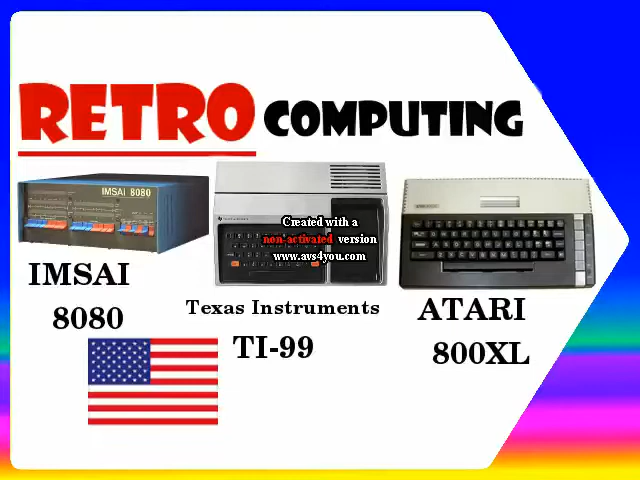 RETRO COMPUTING
IMSAI 8080
Created with a
non-activated version
www.avs4you.com
IMSAI
8080
Texas Instruments
TI-99
ATARI
800XL